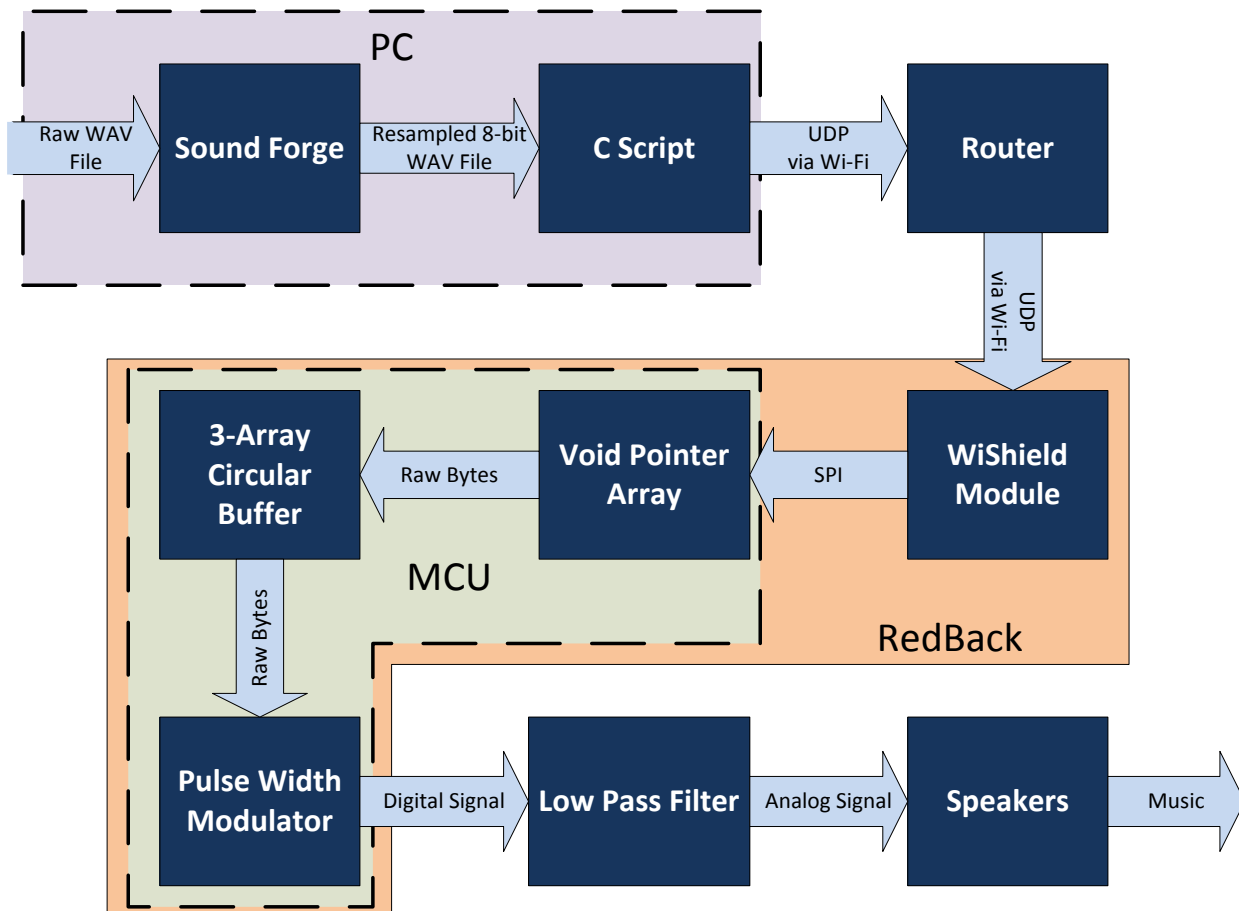 PC
Raw WAV
File
Sound Forge
Resampled 8-bit
WAV File
C Script
UDP
via Wi-Fi
Router
UDP
via Wi-Fi
3-Array
Circular
Buffer
Raw Bytes
Void Pointer
Array
SPI
WiShield
Module
MCU
RedBack
Raw Bytes
Pulse Width
Modulator
Digital Signal
Low Pass Filter
Analog Signal
Speakers
Music